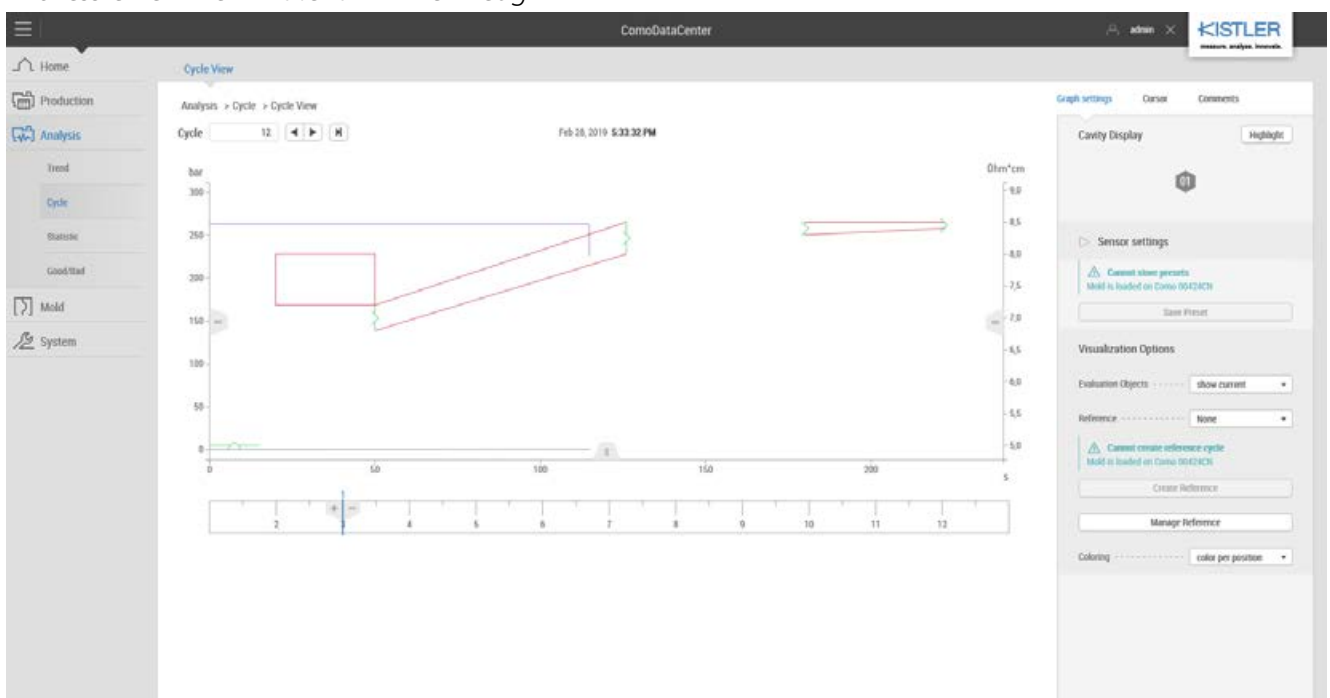 ComoDataCenter
admin
KISTLER
measure. analyze. innovate.
Home
Production
Analysis
Trend
Cycle
Statistic
Good/Bad
Mold
System
Cycle View
Analysis > Cycle > Cycle View
Cycle 12
Feb 28, 2019 5:33:32 PM
bar
300
250
200
150
100
50
0
Ohm*cm
9,0
8,5
8,0
7,5
7,0
6,5
6,0
5,5
5,0
0 50 100 150 200
s
2 3 4 5 6 7 8 9 10 11 12
Graph settings Cursor Comments
Cavity Display Highlight
01
Sensor settings
Cannot store presets
Mold is loaded on Como 00424CN
Save Preset
Visualization Options
Evaluation Objects show current
Reference None
Cannot create reference cycle
Mold is loaded on Como 00424CN
Create Reference
Manage Reference
Coloring color per position